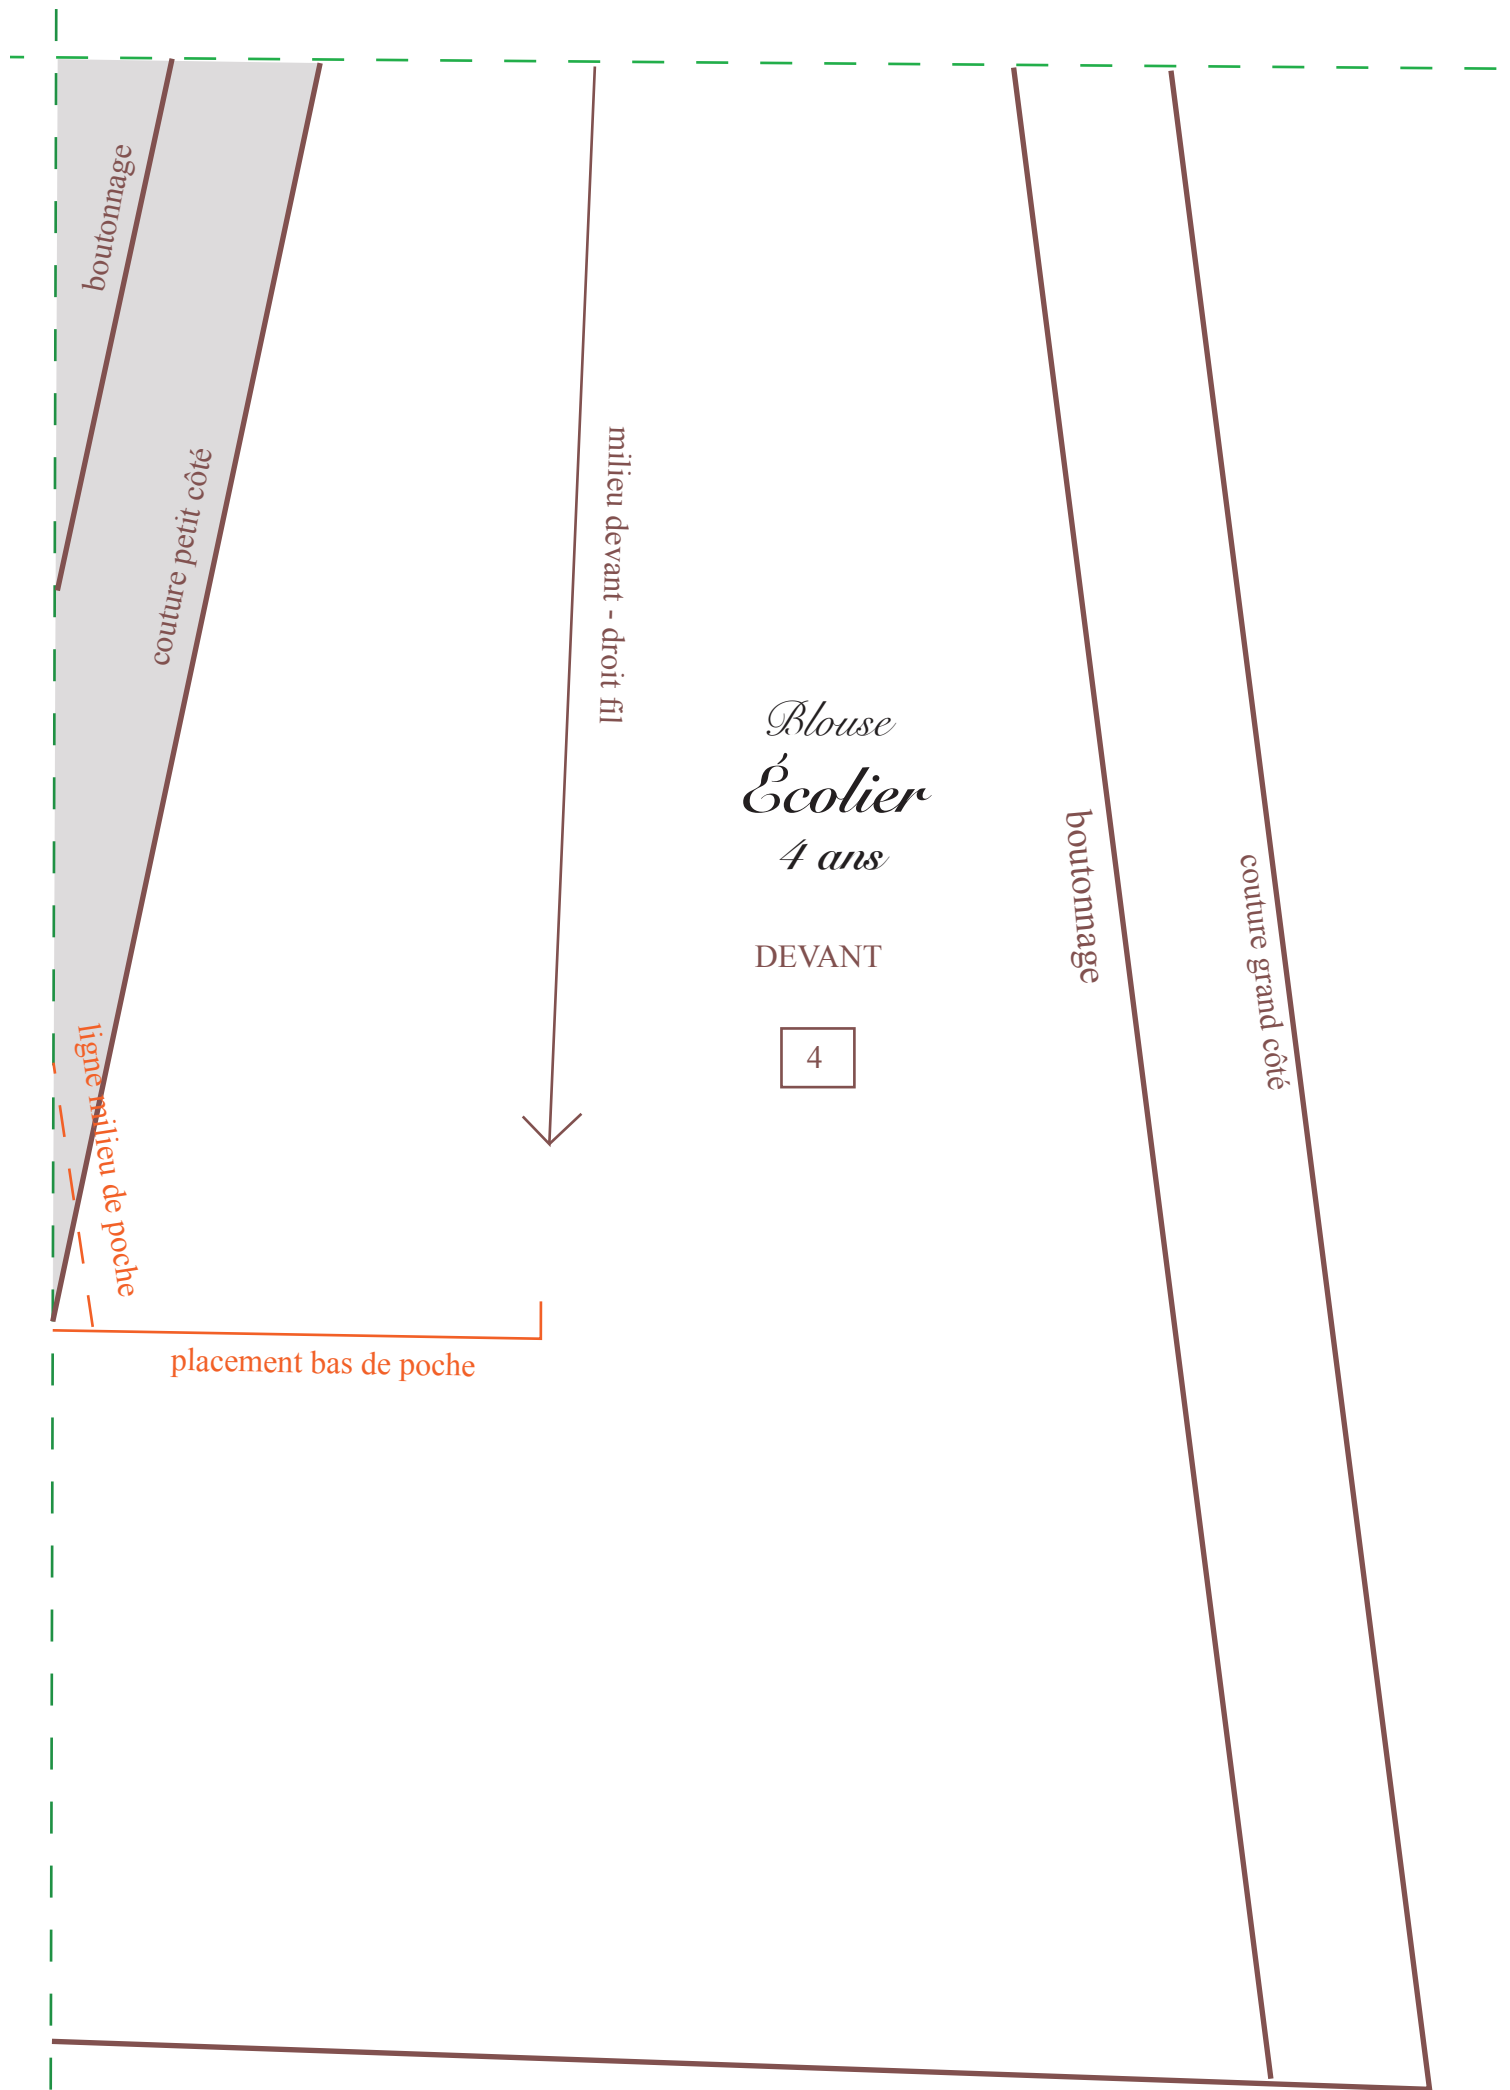 boutonnage
couture petit côté
milieu devant - droit fil
Blouse
Écolier
4 ans
DEVANT
4
boutonnage
couture grand côté
ligne milieu de poche
placement bas de poche